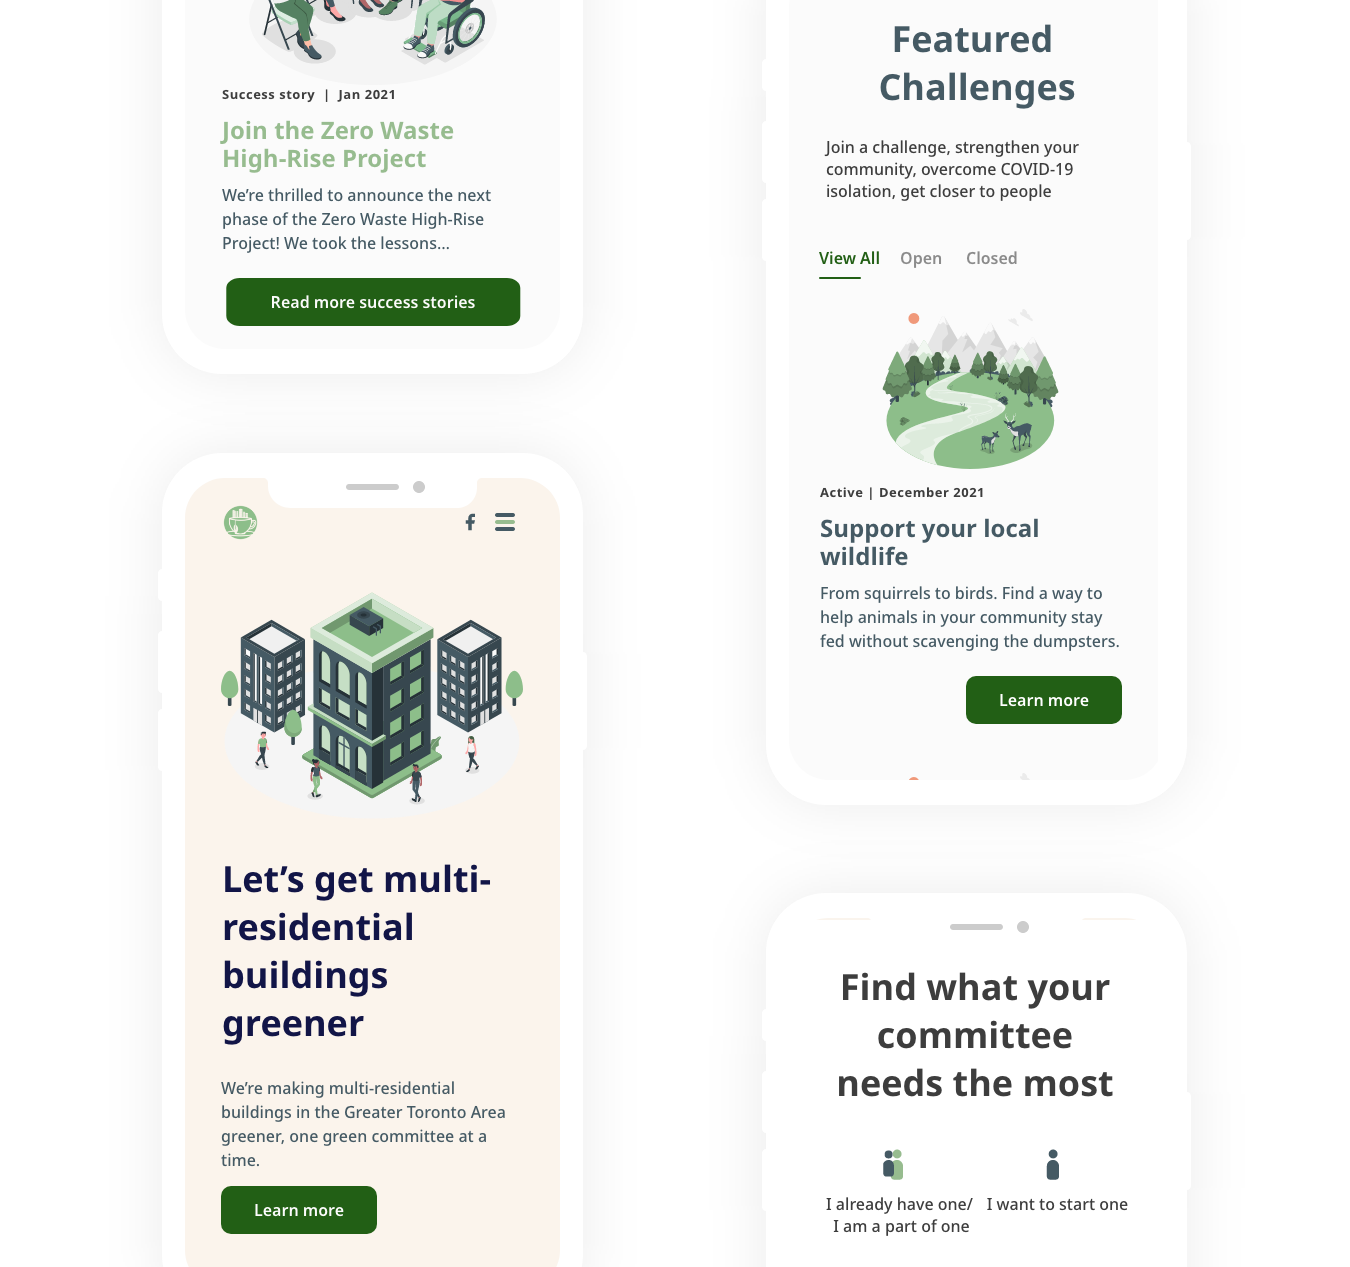 Success story | Jan 2021
Join the Zero Waste
High-Rise Project
We’re thrilled to announce the next
phase of the Zero Waste High-Rise
Project! We took the lessons...
Read more success stories
Let’s get multi-
residential
buildings
greener
We’re making multi-residential
buildings in the Greater Toronto Area
greener, one green committee at a
time.
Learn more
Featured
Challenges
Join a challenge, strengthen your
community, overcome COVID-19
isolation, get closer to people
View All Open Closed
Active | December 2021
Support your local
wildlife
From squirrels to birds. Find a way to
help animals in your community stay
fed without scavenging the dumpsters.
Learn more
Find what your
committee
needs the most
I already have one/
I am a part of one
I want to start one